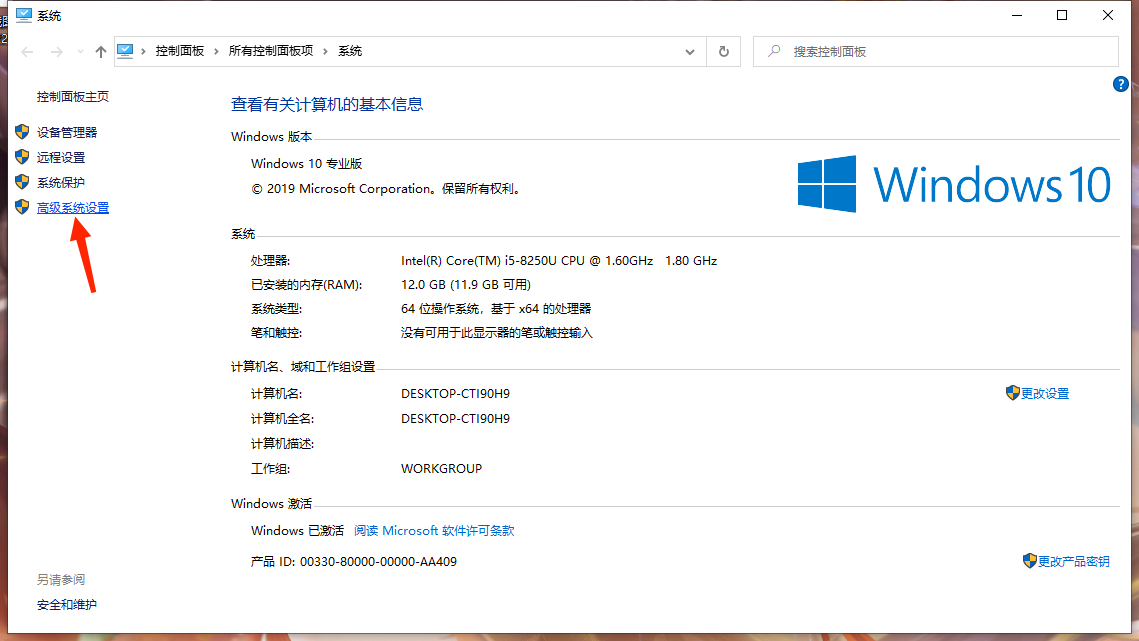 系统
控制面板 › 所有控制面板项 › 系统
搜索控制面板
?
控制面板主页
设备管理器
远程设置
系统保护
高级系统设置
查看有关计算机的基本信息
Windows 版本
Windows 10 专业版
© 2019 Microsoft Corporation。保留所有权利。
Windows 10
系统
处理器: Intel(R) Core(TM) i5-8250U CPU @ 1.60GHz 1.80 GHz
已安装的内存(RAM): 12.0 GB (11.9 GB 可用)
系统类型: 64 位操作系统，基于 x64 的处理器
笔和触控: 没有可用于此显示器的笔或触控输入
计算机名、域和工作组设置
计算机名: DESKTOP-CTI90H9 更改设置
计算机全名: DESKTOP-CTI90H9
计算机描述:
工作组: WORKGROUP
Windows 激活
Windows 已激活 阅读 Microsoft 软件许可条款
产品 ID: 00330-80000-00000-AA409 更改产品密钥
另请参阅
安全和维护